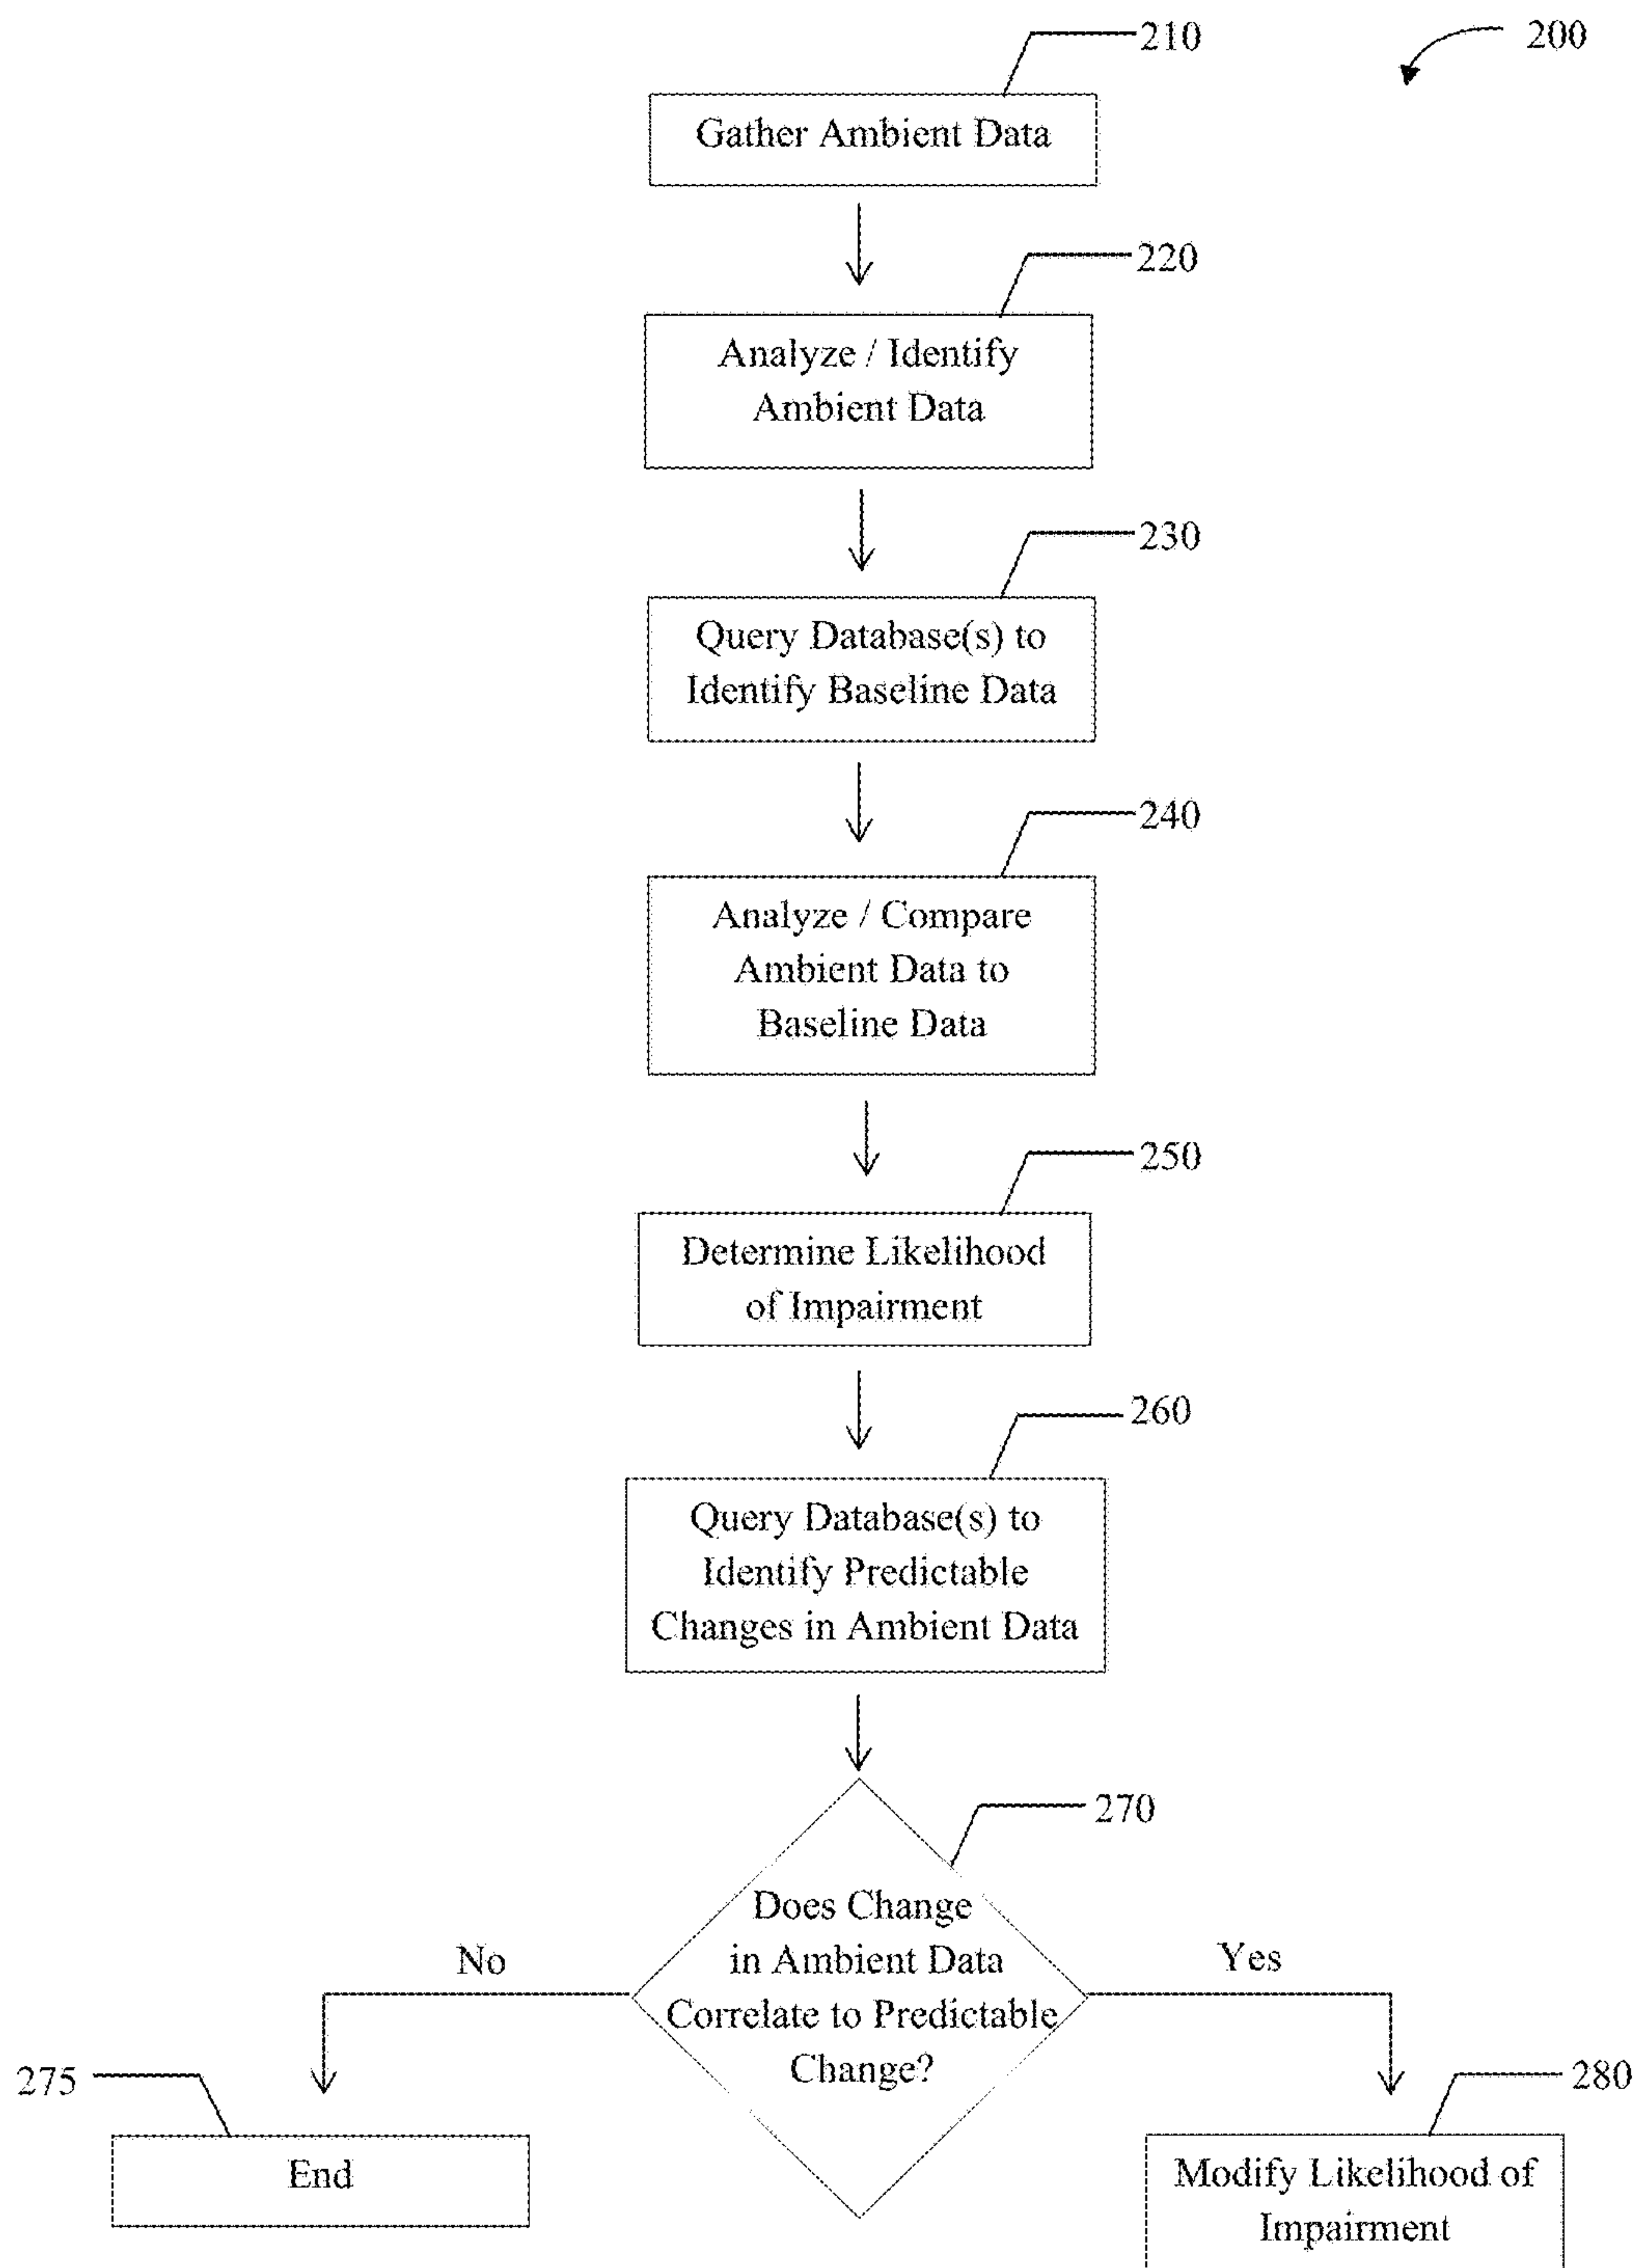 210
200
Gather Ambient Data
220
Analyze / Identify
Ambient Data
230
Query Database(s) to
Identify Baseline Data
240
Analyze / Compare
Ambient Data to
Baseline Data
250
Determine Likelihood
of Impairment
260
Query Database(s) to
Identify Predictable
Changes in Ambient Data
270
Does Change
in Ambient Data
Correlate to Predictable
Change?
No
Yes
275
280
End
Modify Likelihood of
Impairment